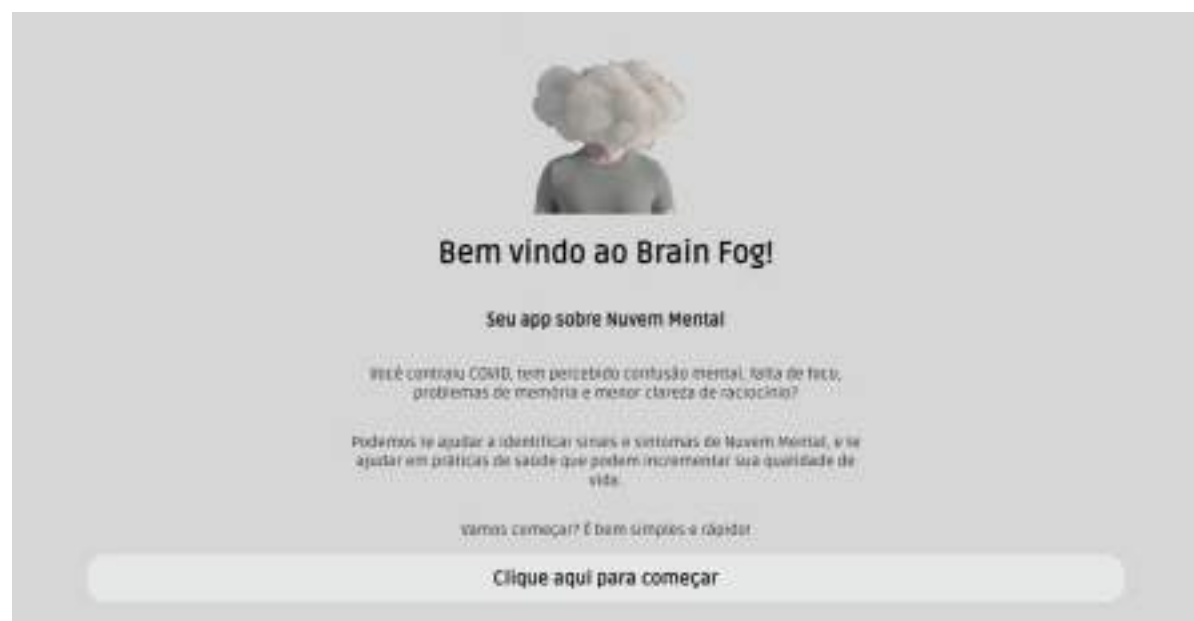 Bem vindo ao Brain Fog!
Seu app sobre Nuvem Mental
Você contraiu COVID, tem percebido confusão mental, falta de foco,
problemas de memória e menor clareza de raciocínio?
Podemos te ajudar a identificar sinais e sintomas de Nuvem Mental, e te
ajudar em práticas de saúde que podem incrementar sua qualidade de
vida.
Vamos começar? É bem simples e rápido!
Clique aqui para começar